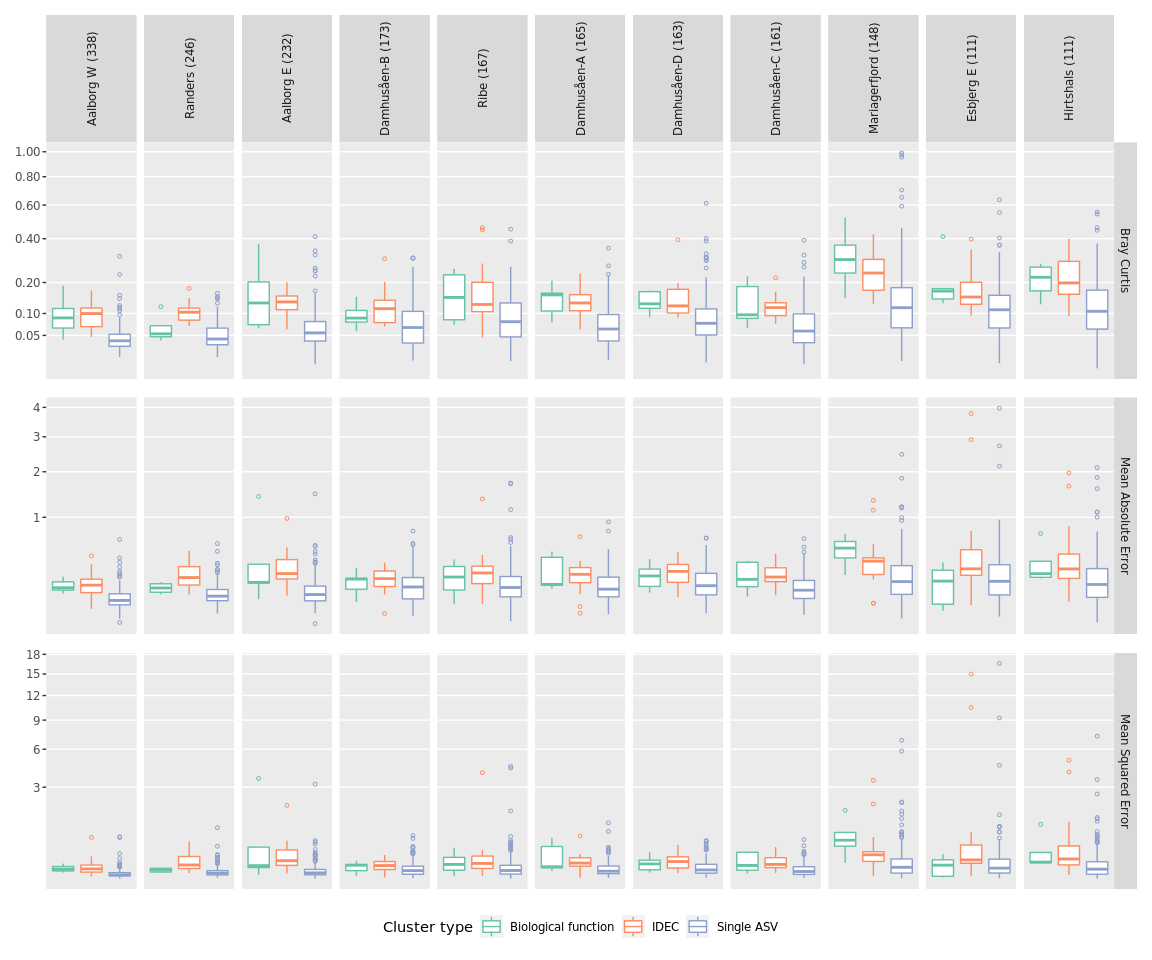 Aalborg W (338)
Randers (246)
Aalborg E (232)
Damhusåen-B (173)
Ribe (167)
Damhusåen-A (165)
Damhusåen-D (163)
Damhusåen-C (161)
Mariagerfjord (148)
Esbjerg E (111)
Hirtshals (111)
1.00
0.80
0.60
0.40
0.20
0.10
0.05
Bray Curtis
4
3
2
1
Mean Absolute Error
18
15
12
9
6
3
Mean Squared Error
Cluster type Biological function IDEC Single ASV